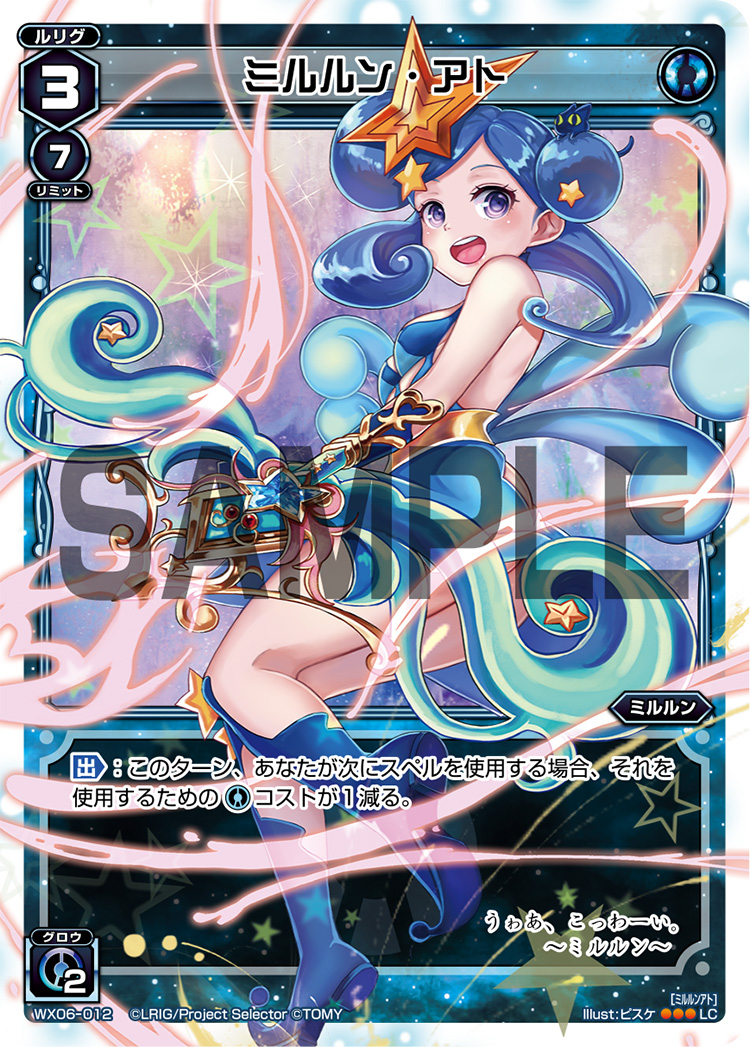 ルリグ
3
ミルルン・アト
7
リミット
SAMPLE
ミルルン
出：このターン、あなたが次にスペルを使用する場合、それを
使用するためのコストが1減る。
うわあ、こっわーい。
～ミルルン～
グロウ
2
[ミルルンアト]
WX06-012 ©LRIG/Project Selector ©TOMY Illust:ビスケ LC